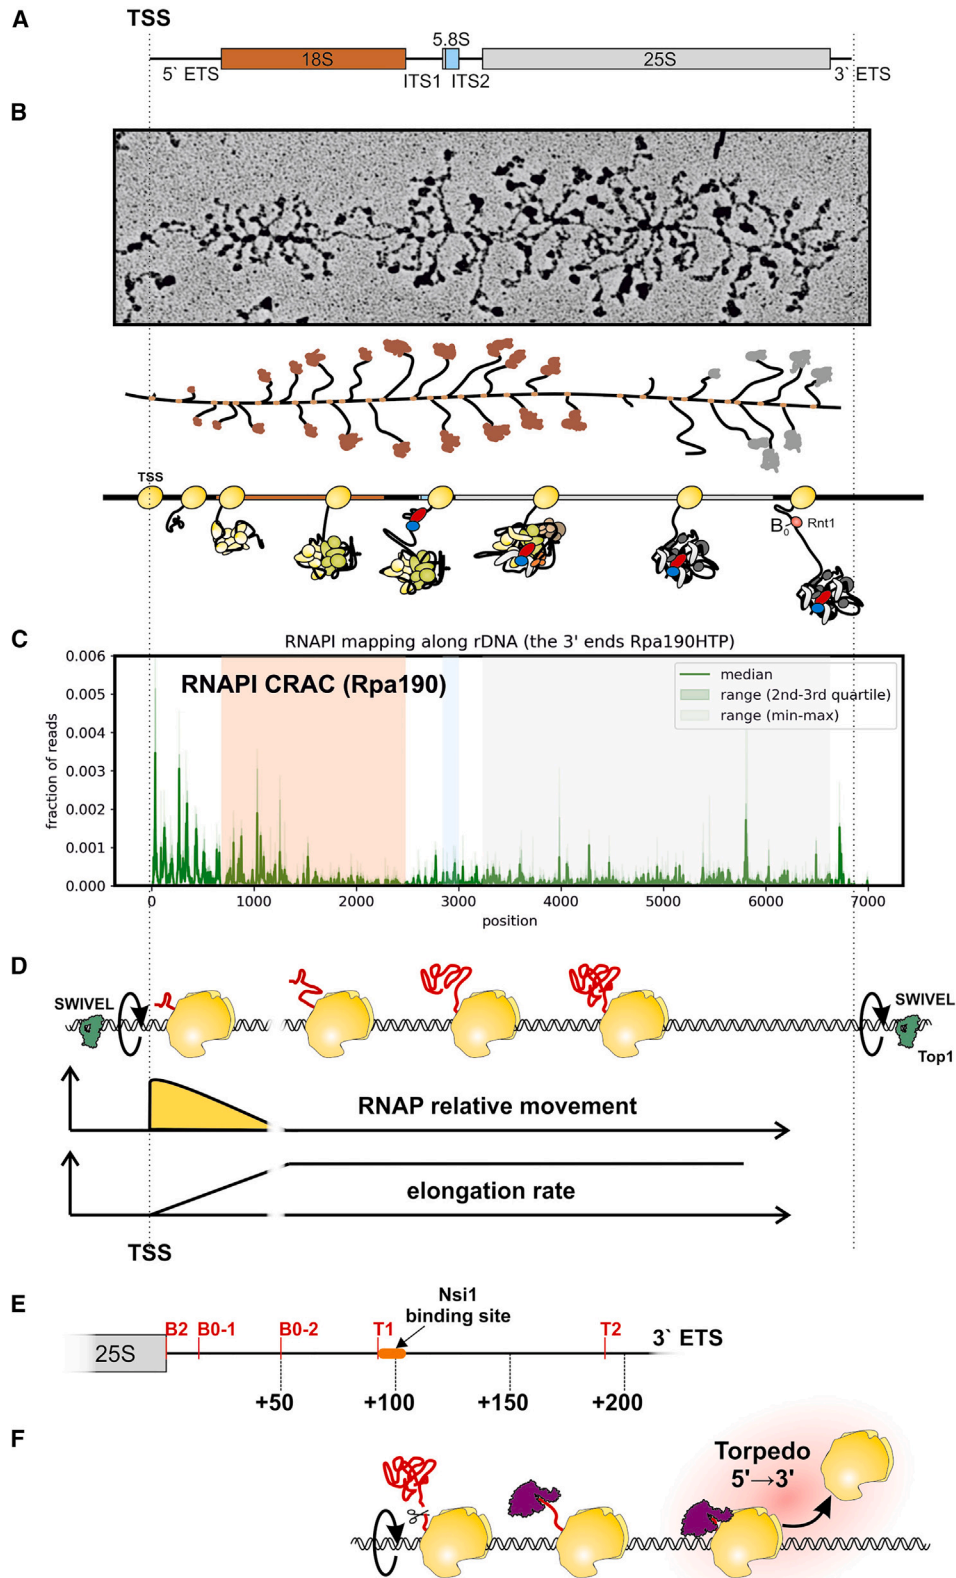 A
TSS
5` ETS
18S
ITS1
5.8S
ITS2
25S
3` ETS
B
TSS
B0
Rnt1
C
RNAPI mapping along rDNA (the 3' ends Rpa190HTP)
RNAPI CRAC (Rpa190)
median
range (2nd-3rd quartile)
range (min-max)
fraction of reads
0.006
0.005
0.004
0.003
0.002
0.001
0.000
0 1000 2000 3000 4000 5000 6000 7000
position
D
SWIVEL
SWIVEL
Top1
RNAP relative movement
elongation rate
TSS
E
Nsi1
binding site
B2 B0-1 B0-2 T1 T2
25S
3` ETS
+50 +100 +150 +200
F
Torpedo
5'→3'